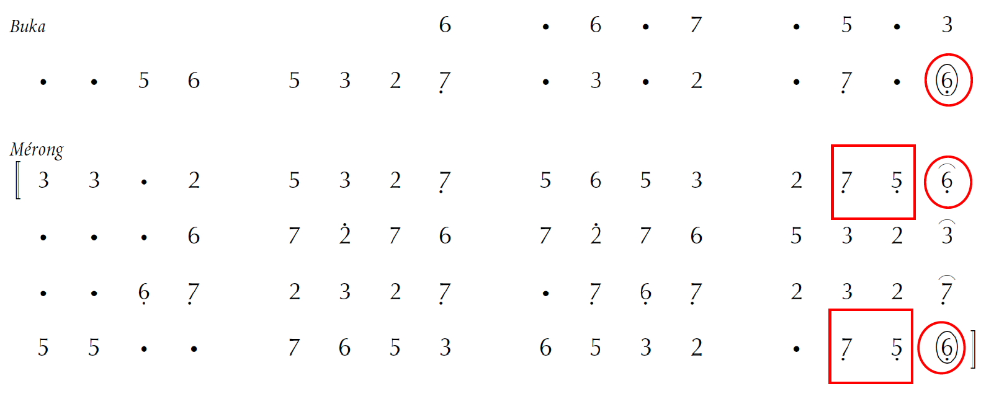 Buka 6 • 6 • 7 • 5 • 3
• • 5 6 5 3 2 7̣ • 3 • 2 • 7̣ • 6̣
Mérong
[ 3 3 • 2 5 3 2 7̣ 5 6 5 3 2 7̣ 5̣ 6̣
• • • 6 7 2̇ 7 6 7 2̇ 7 6 5 3 2 3
• • 6̣ 7̣ 2 3 2 7̣ • 7̣ 6̣ 7̣ 2 3 2 7̣
5 5 • • 7 6 5 3 6 5 3 2 • 7̣ 5̣ 6̣ ]